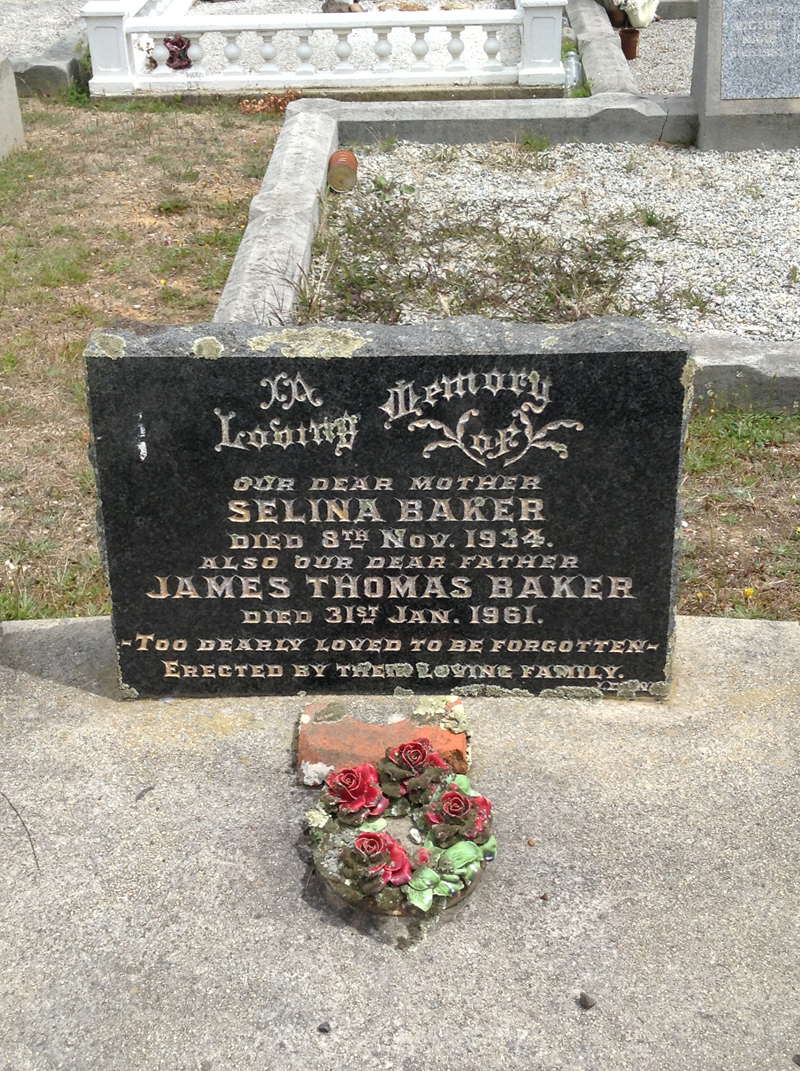 In
Loving Memory
of
OUR DEAR MOTHER
SELINA BAKER
DIED 8TH NOV. 1934.
ALSO OUR DEAR FATHER
JAMES THOMAS BAKER
DIED 31ST JAN. 1961.
-TOO DEARLY LOVED TO BE FORGOTTEN-
ERECTED BY THEIR LOVING FAMILY.